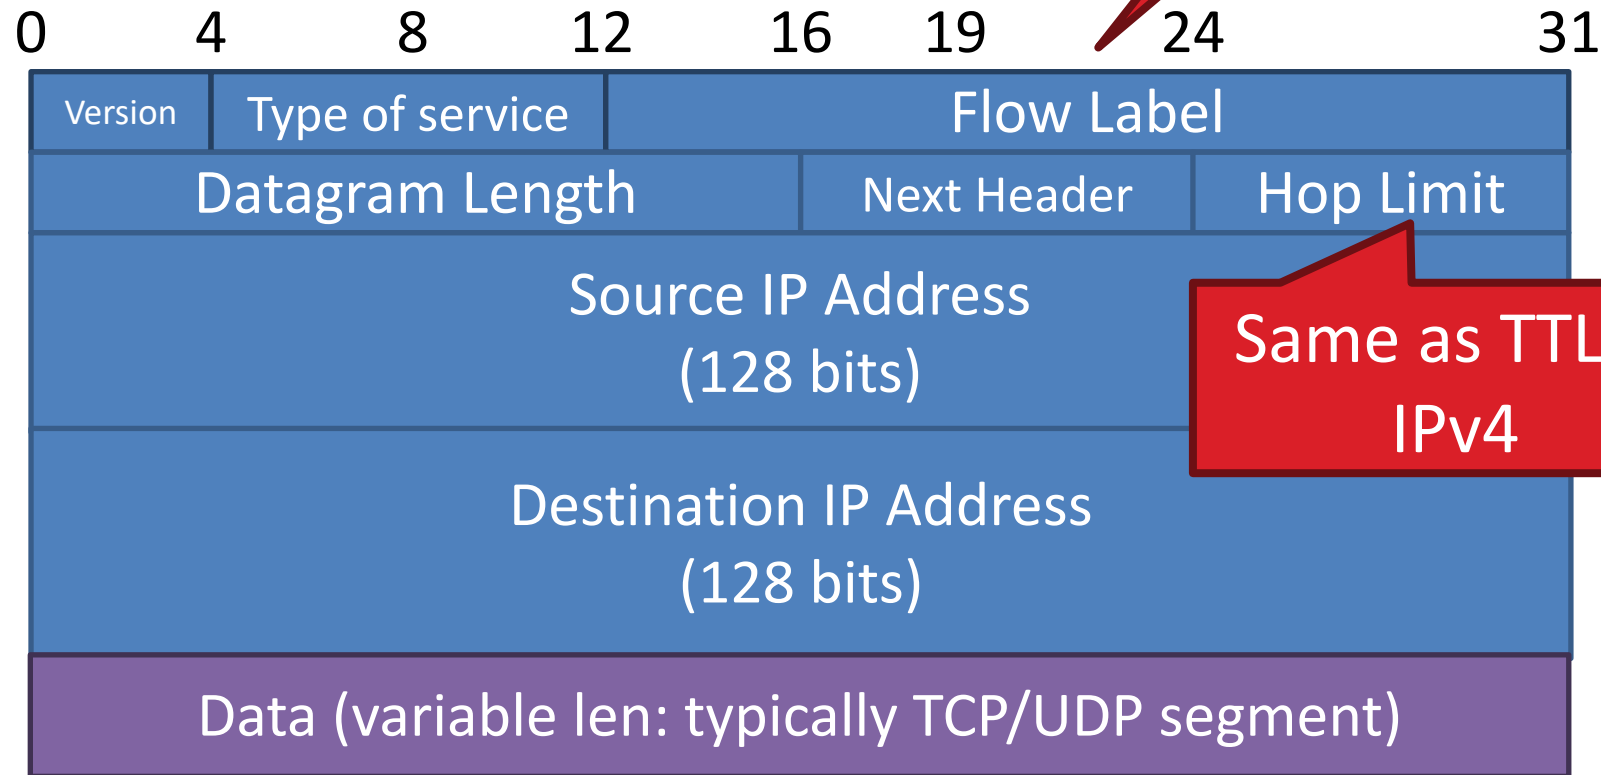 0 4 8 12 16 19 24 31
Version Type of service Flow Label
Datagram Length Next Header Hop Limit
Source IP Address
(128 bits)
Same as TTL
IPv4
Destination IP Address
(128 bits)
Data (variable len: typically TCP/UDP segment)